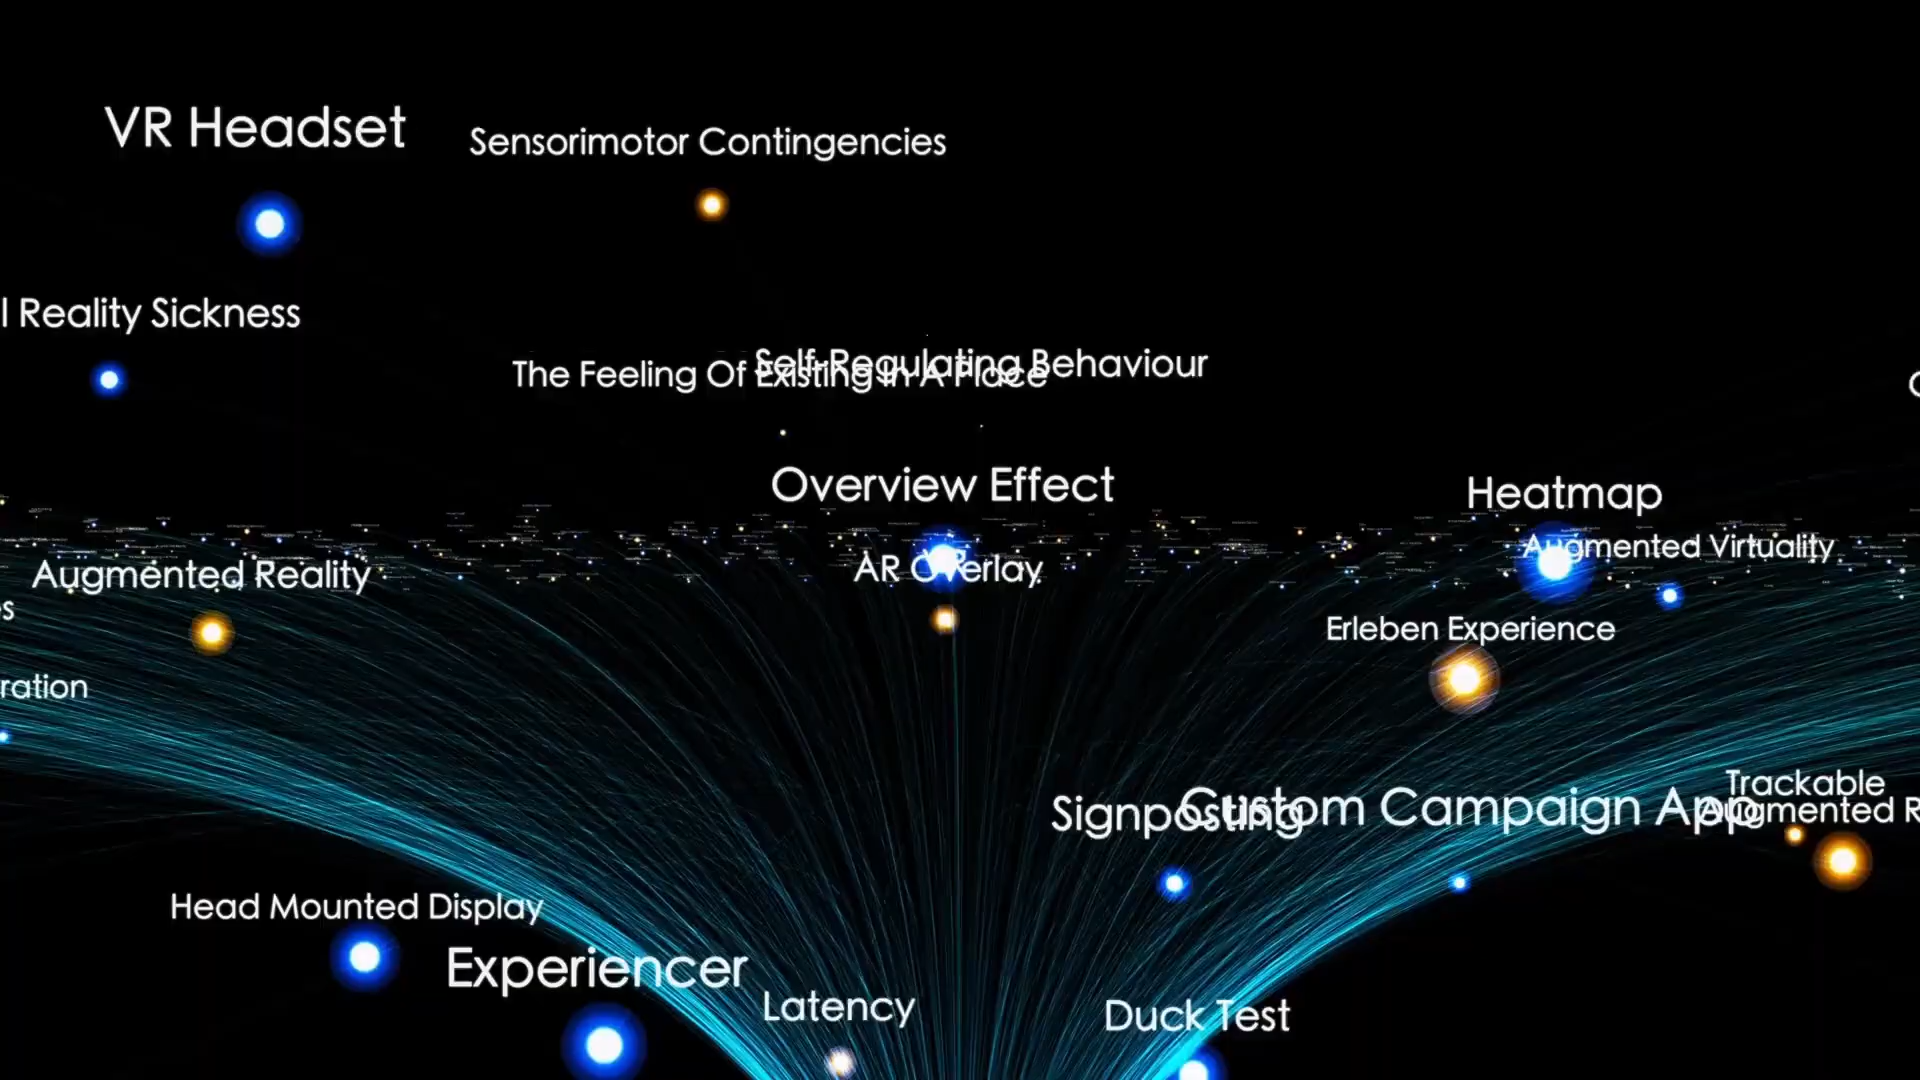 VR Headset
Sensorimotor Contingencies
l Reality Sickness
Self-Regulating Behaviour
The Feeling Of Existing In A Place
Overview Effect
Heatmap
Augmented Virtuality
AR Overlay
VR
Augmented Reality
s
Erleben Experience
ration
Trackable
Custom Campaign App
Augmented R
Signposting
Head Mounted Display
Experiencer
Latency
Duck Test